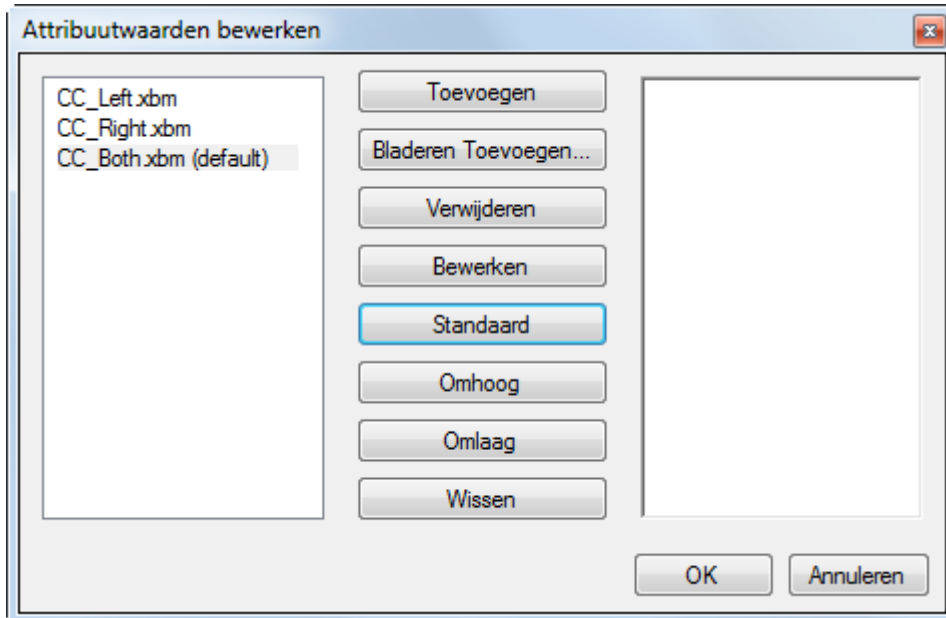 Attribuutwaarden bewerken
CC_Left.xbm
CC_Right.xbm
CC_Both.xbm (default)
Toevoegen
Bladeren Toevoegen...
Verwijderen
Bewerken
Standaard
Omhoog
Omlaag
Wissen
OK
Annuleren